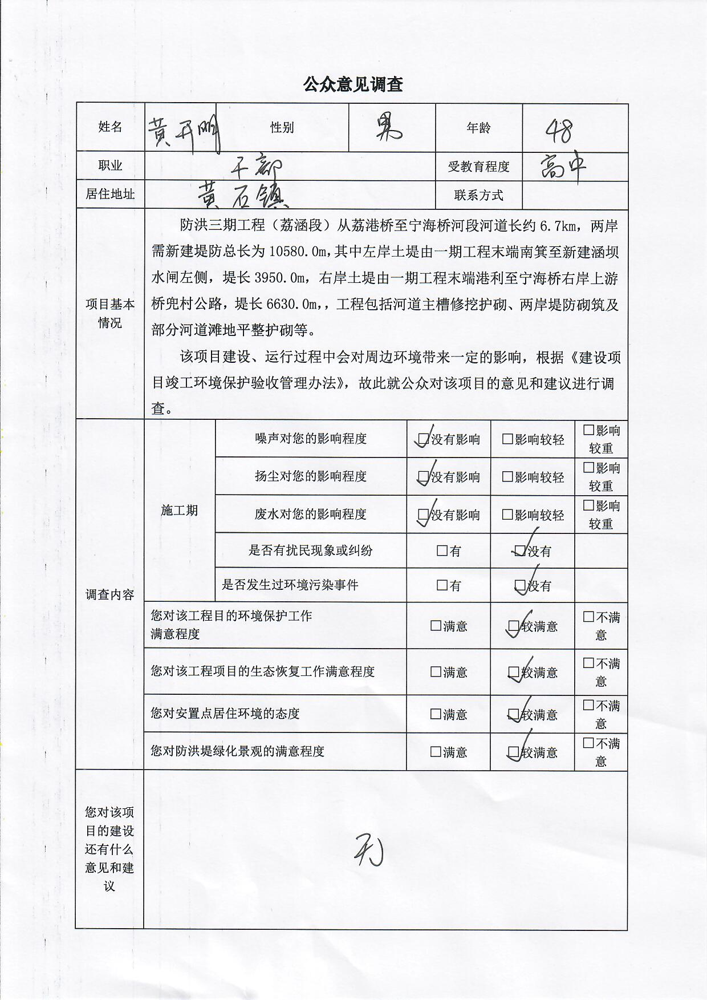 公众意见调查
姓名 黄开明 性别 男 年龄 48
职业 干部 受教育程度 高中
居住地址 黄石镇 联系方式
项目基本
情况
防洪三期工程（荔涵段）从荔港桥至宁海桥河段河道长约 6.7km，两岸
需新建堤防总长为 10580.0m，其中左岸土堤由一期工程末端南箕至新建涵坝
水闸左侧，堤长 3950.0m，右岸土堤由一期工程末端港利至宁海桥右岸上游
桥兜村公路，堤长 6630.0m，，工程包括河道主槽修挖护砌、两岸堤防砌筑及
部分河道滩地平整护砌等。
该项目建设、运行过程中会对周边环境带来一定的影响，根据《建设项
目竣工环境保护验收管理办法》，故此就公众对该项目的意见和建议进行调
查。
调查内容
施工期
噪声对您的影响程度 ☑没有影响 □影响较轻 □影响
较重
扬尘对您的影响程度 ☑没有影响 □影响较轻 □影响
较重
废水对您的影响程度 ☑没有影响 □影响较轻 □影响
较重
是否有扰民现象或纠纷 □有 ☑没有
是否发生过环境污染事件 □有 ☑没有
您对该工程目的环境保护工作
满意程度 □满意 ☑较满意 □不满
意
您对该工程项目的生态恢复工作满意程度 □满意 ☑较满意 □不满
意
您对安置点居住环境的态度 □满意 ☑较满意 □不满
意
您对防洪堤绿化景观的满意程度 □满意 ☑较满意 □不满
意
您对该项
目的建设
还有什么
意见和建
议
无